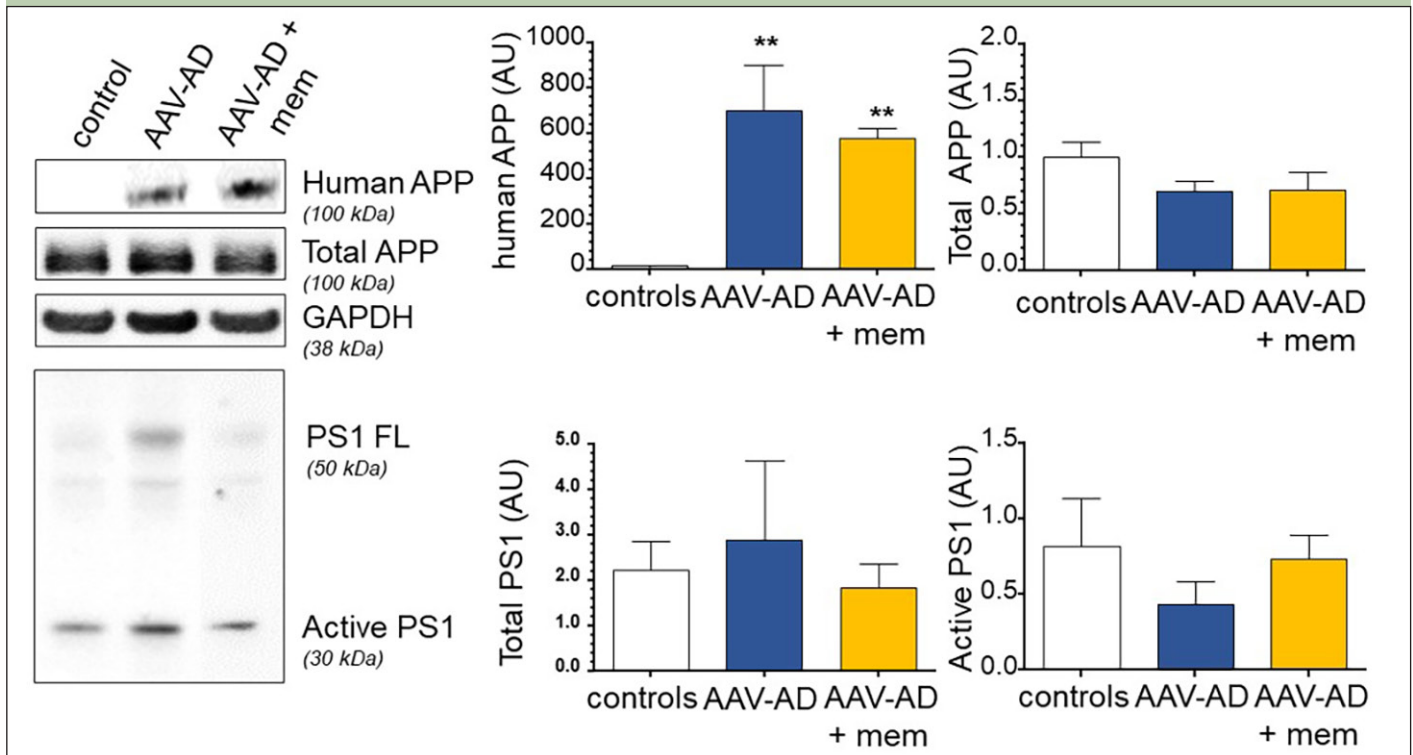 control
AAV-AD
AAV-AD +
mem
Human APP
(100 kDa)
Total APP
(100 kDa)
GAPDH
(38 kDa)
PS1 FL
(50 kDa)
Active PS1
(30 kDa)
human APP (AU)
1000
800
600
400
200
0
**
**
controls AAV-AD AAV-AD
+ mem
Total APP (AU)
2.0
1.5
1.0
0.5
0.0
controls AAV-AD AAV-AD
+ mem
Total PS1 (AU)
5.0
4.0
3.0
2.0
1.0
0.0
controls AAV-AD AAV-AD
+ mem
Active PS1 (AU)
1.5
1.0
0.5
0.0
controls AAV-AD AAV-AD
+ mem